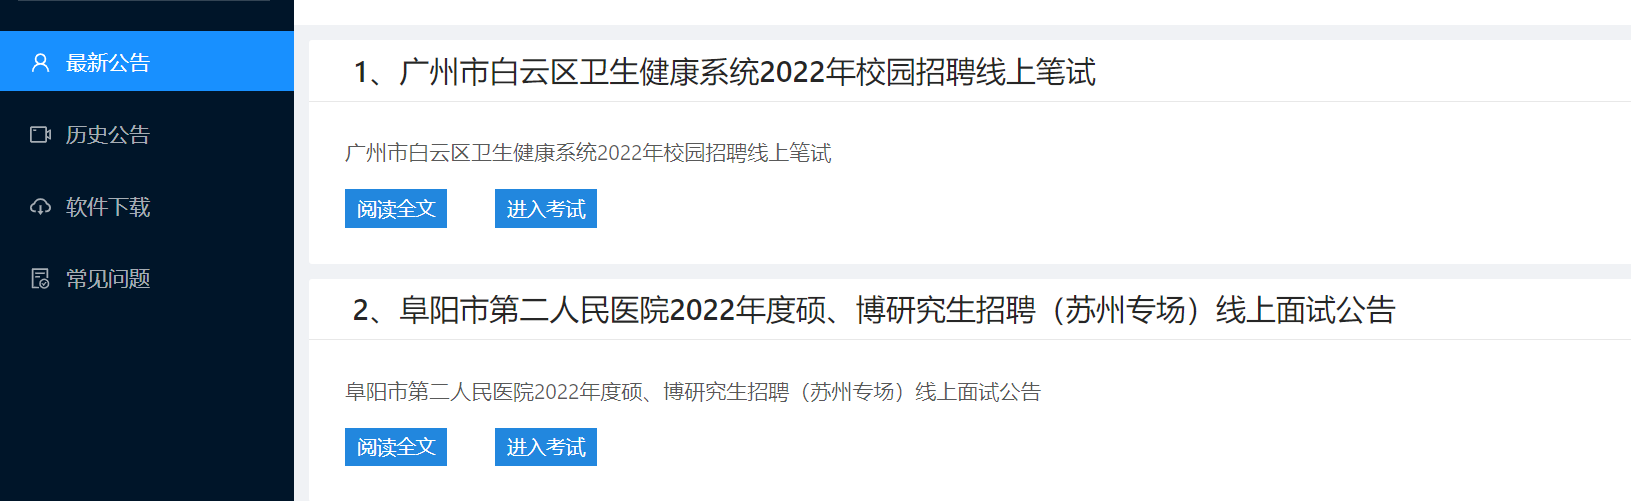 最新公告
历史公告
软件下载
常见问题
1、广州市白云区卫生健康系统2022年校园招聘线上笔试
广州市白云区卫生健康系统2022年校园招聘线上笔试
阅读全文 进入考试
2、阜阳市第二人民医院2022年度硕、博研究生招聘（苏州专场）线上面试公告
阜阳市第二人民医院2022年度硕、博研究生招聘（苏州专场）线上面试公告
阅读全文 进入考试